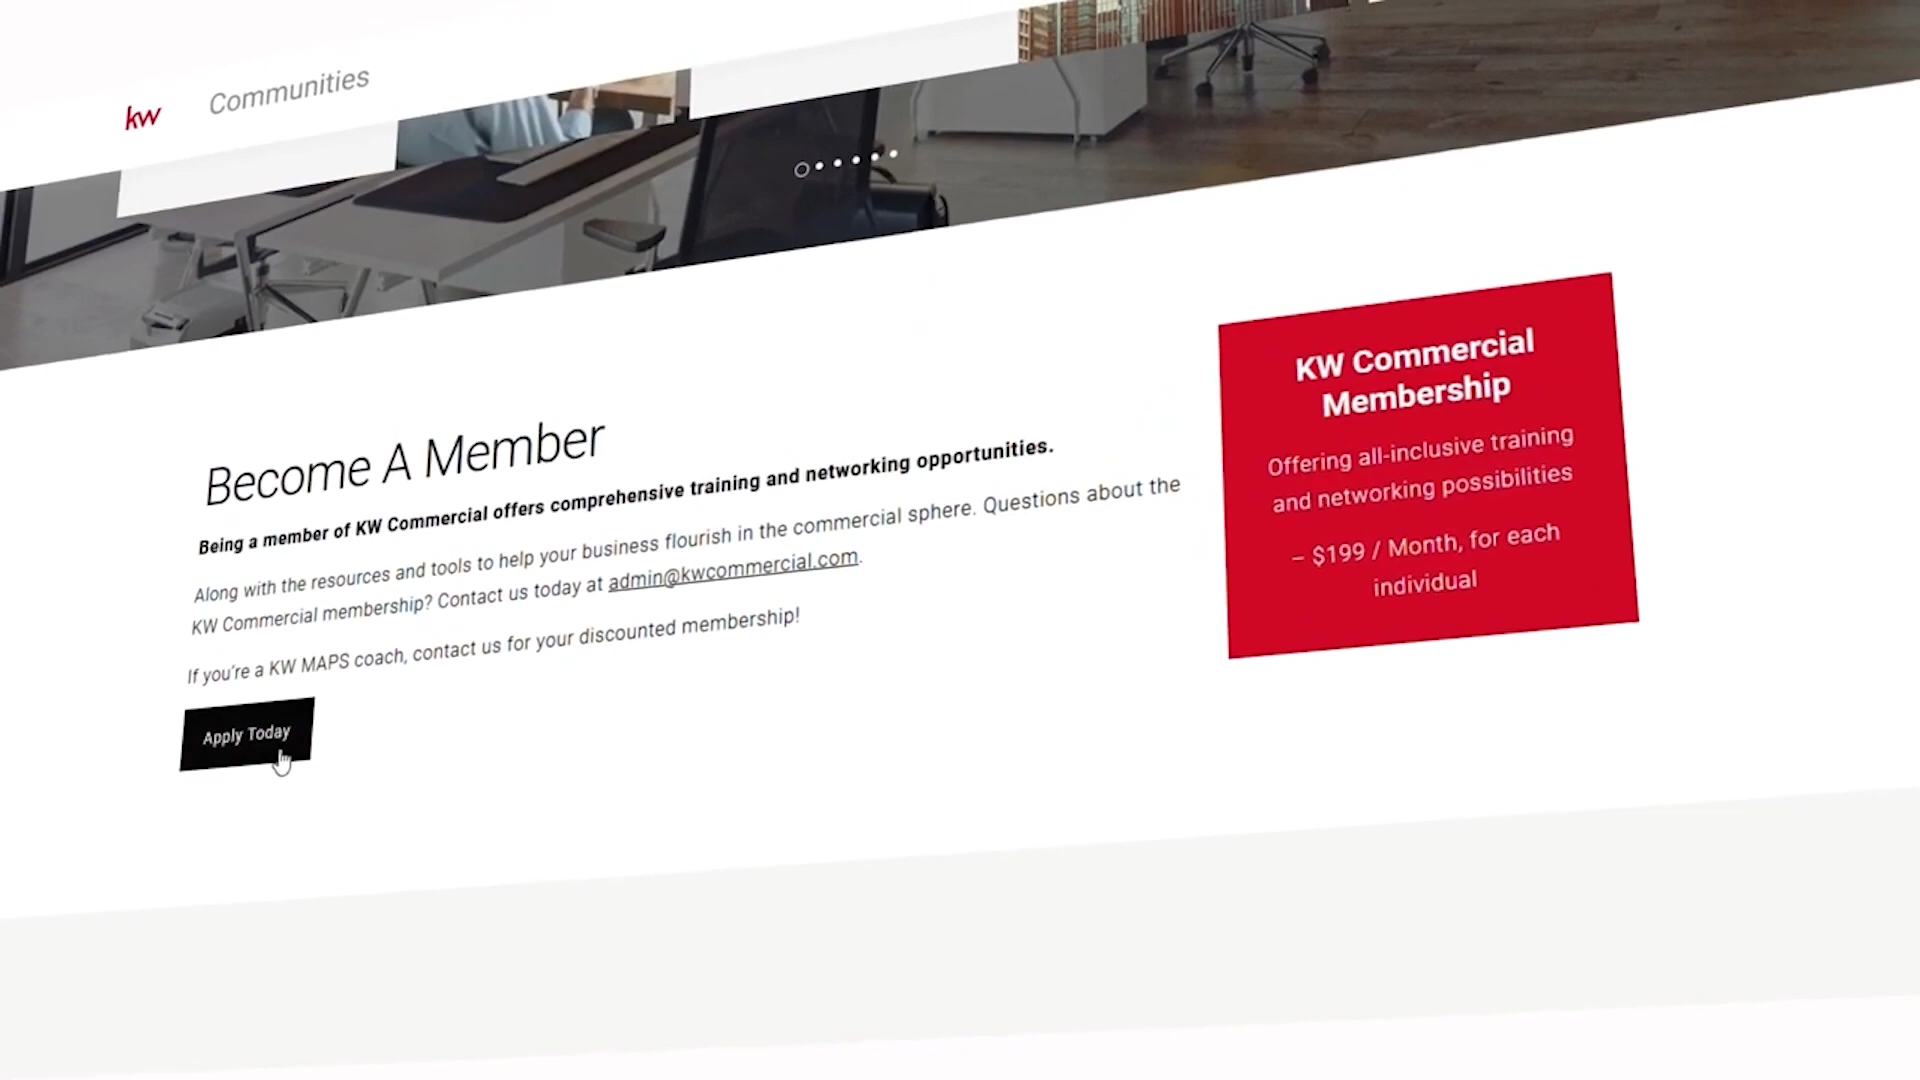 kw Communities
Become A Member
Being a member of KW Commercial offers comprehensive training and networking opportunities.
Along with the resources and tools to help your business flourish in the commercial sphere. Questions about the
KW Commercial membership? Contact us today at admin@kwcommercial.com.
If you're a KW MAPS coach, contact us for your discounted membership!
Apply Today
KW Commercial
Membership
Offering all-inclusive training
and networking possibilities
– $199 / Month, for each
individual